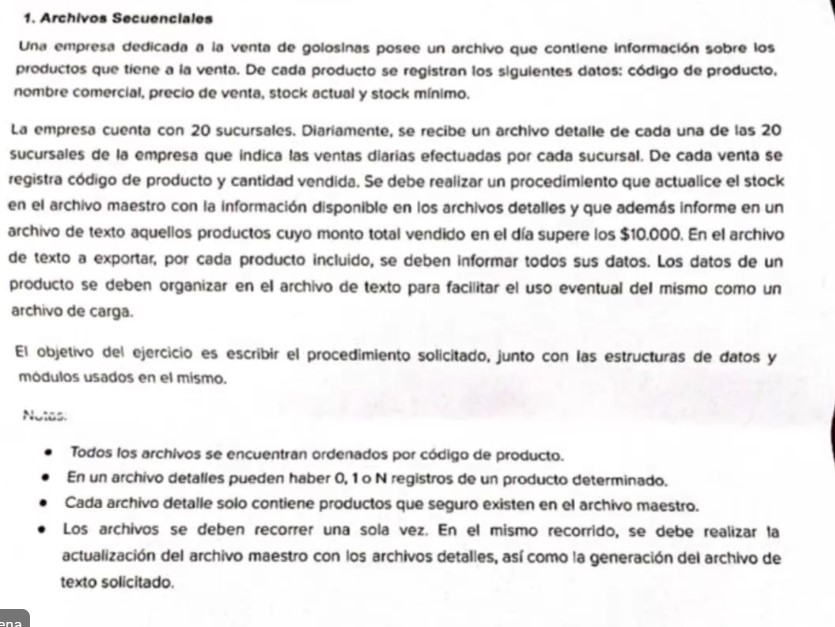 1. Archivos Secuenciales
Una empresa dedicada a la venta de golosinas posee un archivo que contiene información sobre los
productos que tiene a la venta. De cada producto se registran los siguientes datos: código de producto,
nombre comercial, precio de venta, stock actual y stock mínimo.
La empresa cuenta con 20 sucursales. Diariamente, se recibe un archivo detalle de cada una de las 20
sucursales de la empresa que indica las ventas diarias efectuadas por cada sucursal. De cada venta se
registra código de producto y cantidad vendida. Se debe realizar un procedimiento que actualice el stock
en el archivo maestro con la información disponible en los archivos detalles y que además informe en un
archivo de texto aquellos productos cuyo monto total vendido en el día supere los $10.000. En el archivo
de texto a exportar, por cada producto incluido, se deben informar todos sus datos. Los datos de un
producto se deben organizar en el archivo de texto para facilitar el uso eventual del mismo como un
archivo de carga.
El objetivo del ejercicio es escribir el procedimiento solicitado, junto con las estructuras de datos y
módulos usados en el mismo.
Notas:
• Todos los archivos se encuentran ordenados por código de producto.
• En un archivo detalles pueden haber 0, 1 o N registros de un producto determinado.
• Cada archivo detalle solo contiene productos que seguro existen en el archivo maestro.
• Los archivos se deben recorrer una sola vez. En el mismo recorrido, se debe realizar la
actualización del archivo maestro con los archivos detalles, así como la generación del archivo de
texto solicitado.